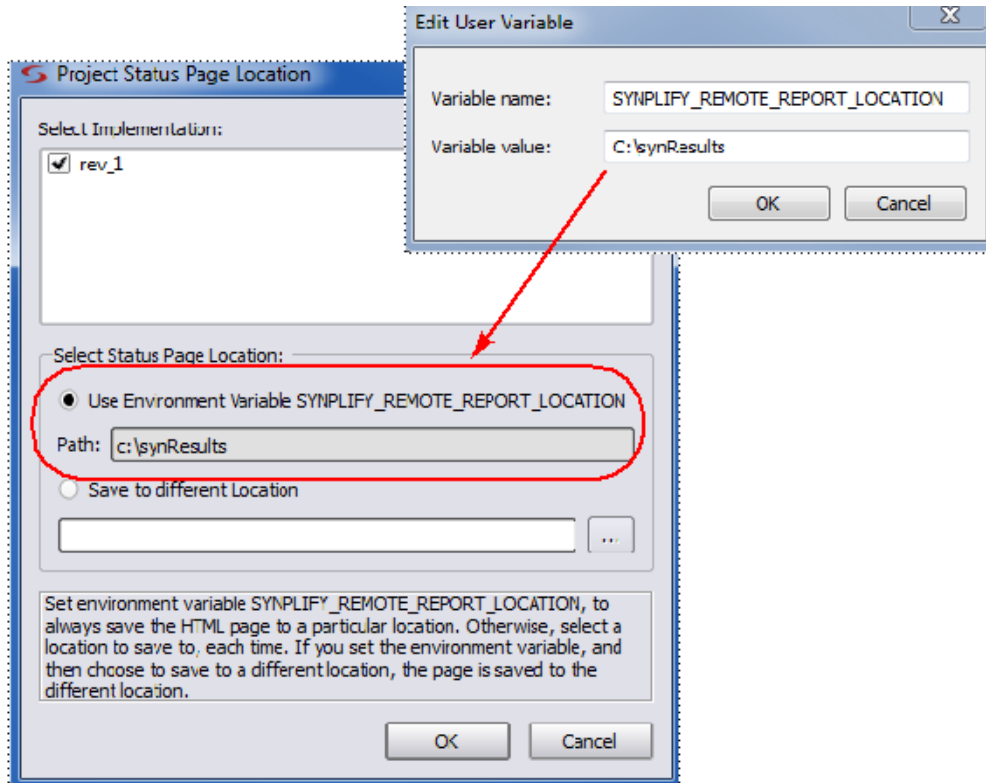 Edit User Variable
Variable name: SYNPLIFY_REMOTE_REPORT_LOCATION
Variable value: C:\synResults
OK Cancel
Project Status Page Location
Select Implementation:
rev_1
Select Status Page Location:
Use Environment Variable SYNPLIFY_REMOTE_REPORT_LOCATION
Path: c:\synResults
Save to different Location
...
Set environment variable SYNPLIFY_REMOTE_REPORT_LOCATION, to
always save the HTML page to a particular location. Otherwise, select a
location to save to, each time. If you set the environment variable, and
then choose to save to a different location, the page is saved to the
different location.
OK Cancel